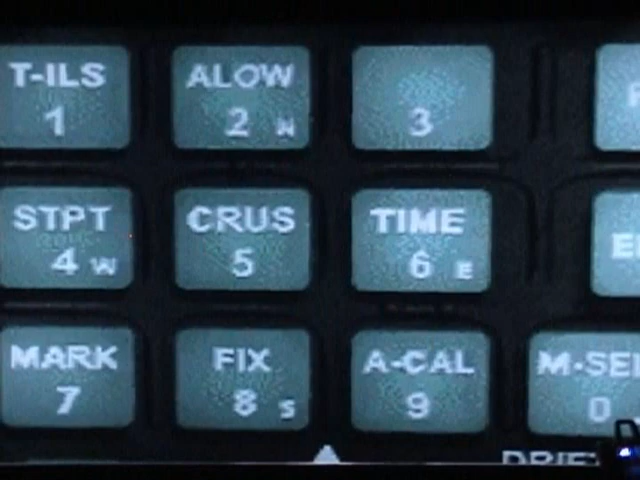 T-ILS
1
ALOW
2 N
3
STPT
4 W
CRUS
5
TIME
6 E
MARK
7
FIX
8 S
A-CAL
9
M-SEL
0